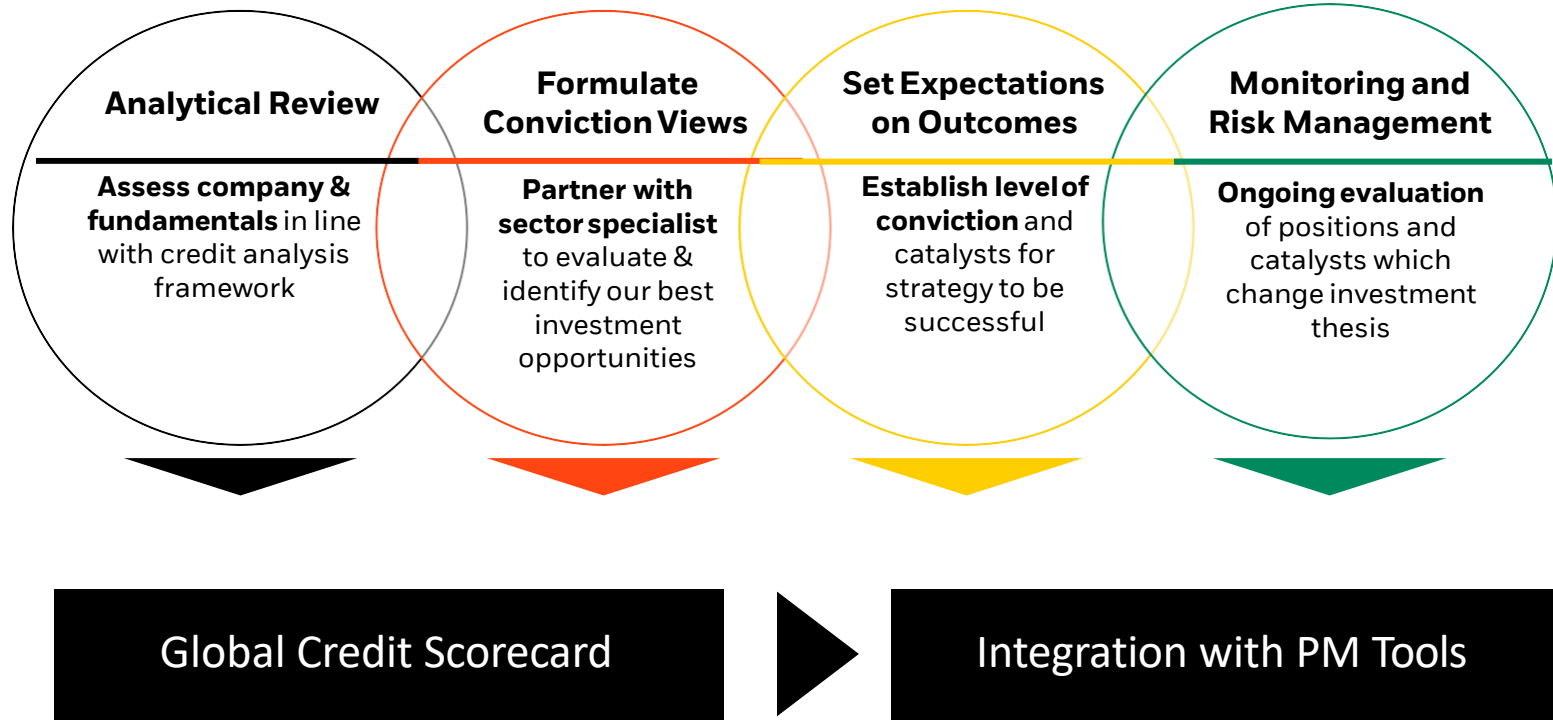 Analytical Review
Assess company &
fundamentals in line
with credit analysis
framework
Formulate
Conviction Views
Partner with
sector specialist
to evaluate &
identify our best
investment
opportunities
Set Expectations
on Outcomes
Establish level of
conviction and
catalysts for
strategy to be
successful
Monitoring and
Risk Management
Ongoing evaluation
of positions and
catalysts which
change investment
thesis
Global Credit Scorecard
Integration with PM Tools